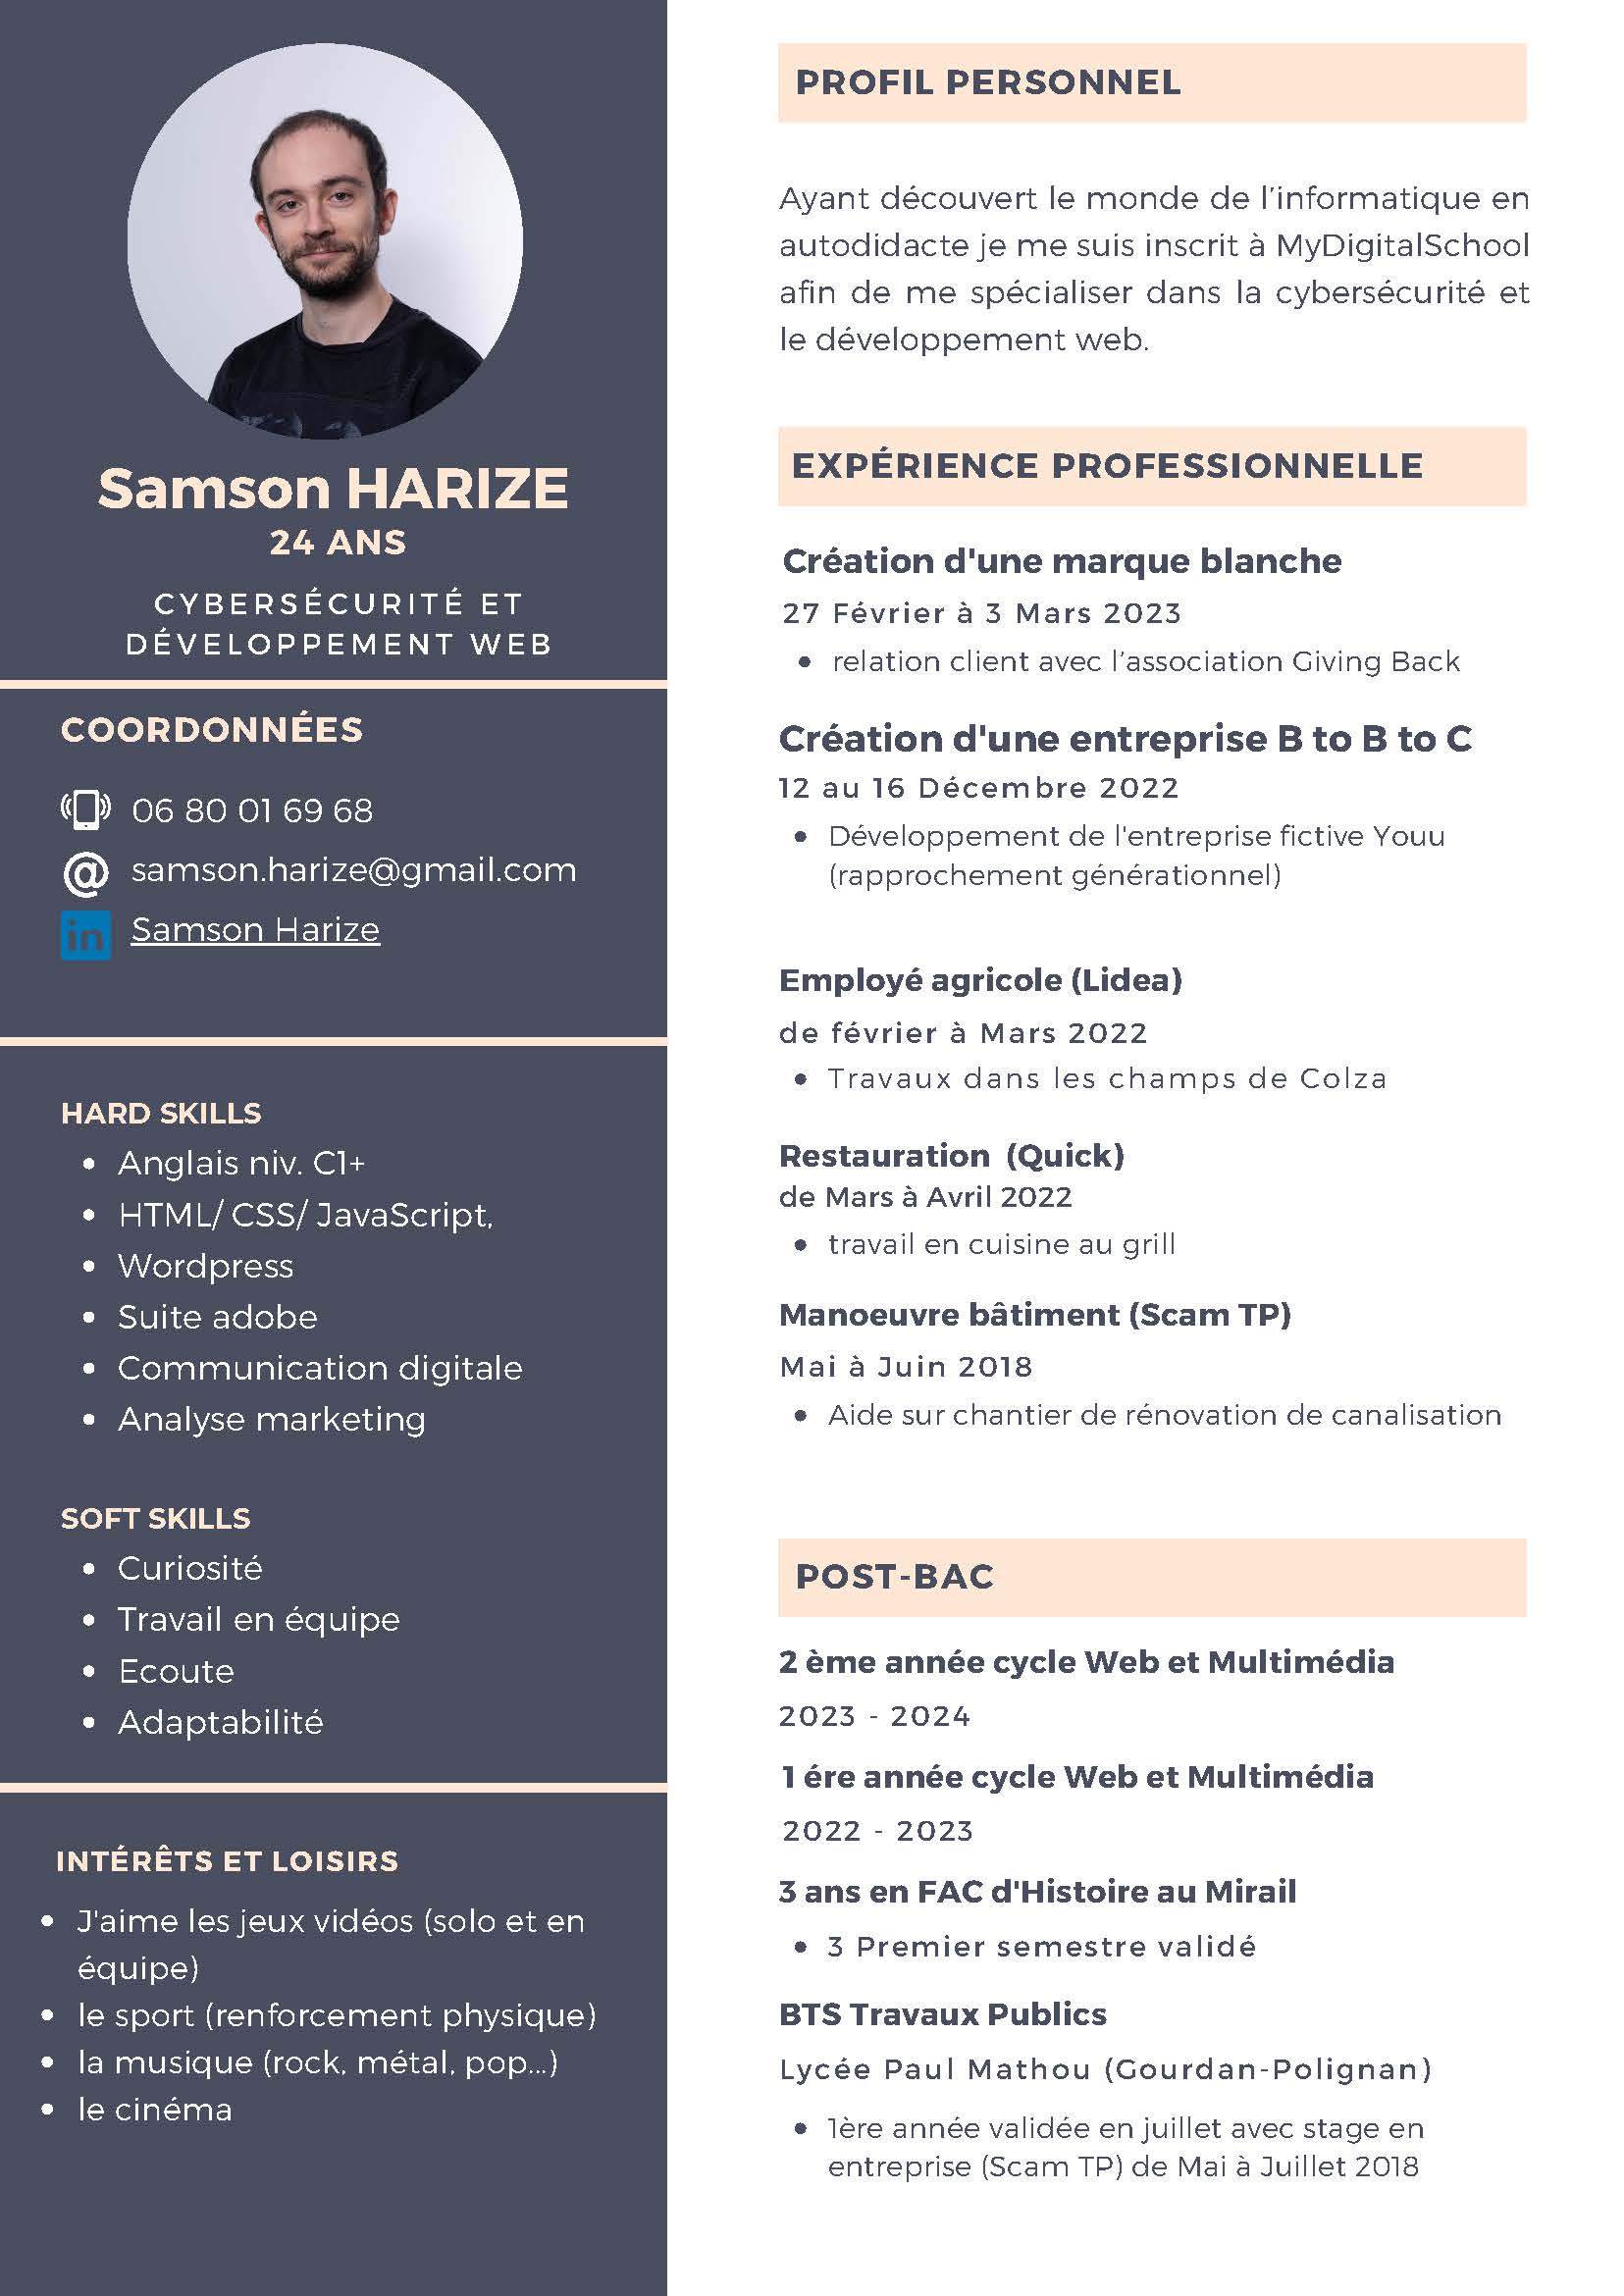 Samson HARIZE
24 ANS
CYBERSÉCURITÉ ET
DÉVELOPPEMENT WEB
COORDONNÉES
06 80 01 69 68
samson.harize@gmail.com
in Samson Harize
HARD SKILLS
• Anglais niv. C1+
• HTML/ CSS/ JavaScript,
• Wordpress
• Suite adobe
• Communication digitale
• Analyse marketing
SOFT SKILLS
• Curiosité
• Travail en équipe
• Ecoute
• Adaptabilité
INTÉRÊTS ET LOISIRS
• J'aime les jeux vidéos (solo et en
équipe)
• le sport (renforcement physique)
• la musique (rock, métal, pop...)
• le cinéma
PROFIL PERSONNEL
Ayant découvert le monde de l'informatique en
autodidacte je me suis inscrit à MyDigitalSchool
afin de me spécialiser dans la cybersécurité et
le développement web.
EXPÉRIENCE PROFESSIONNELLE
Création d'une marque blanche
27 Février à 3 Mars 2023
• relation client avec l'association Giving Back
Création d'une entreprise B to B to C
12 au 16 Décembre 2022
• Développement de l'entreprise fictive Youu
(rapprochement générationnel)
Employé agricole (Lidea)
de février à Mars 2022
• Travaux dans les champs de Colza
Restauration (Quick)
de Mars à Avril 2022
• travail en cuisine au grill
Manoeuvre bâtiment (Scam TP)
Mai à Juin 2018
• Aide sur chantier de rénovation de canalisation
POST-BAC
2 ème année cycle Web et Multimédia
2023 - 2024
1 ére année cycle Web et Multimédia
2022 - 2023
3 ans en FAC d'Histoire au Mirail
• 3 Premier semestre validé
BTS Travaux Publics
Lycée Paul Mathou (Gourdan-Polignan)
• 1ère année validée en juillet avec stage en
entreprise (Scam TP) de Mai à Juillet 2018